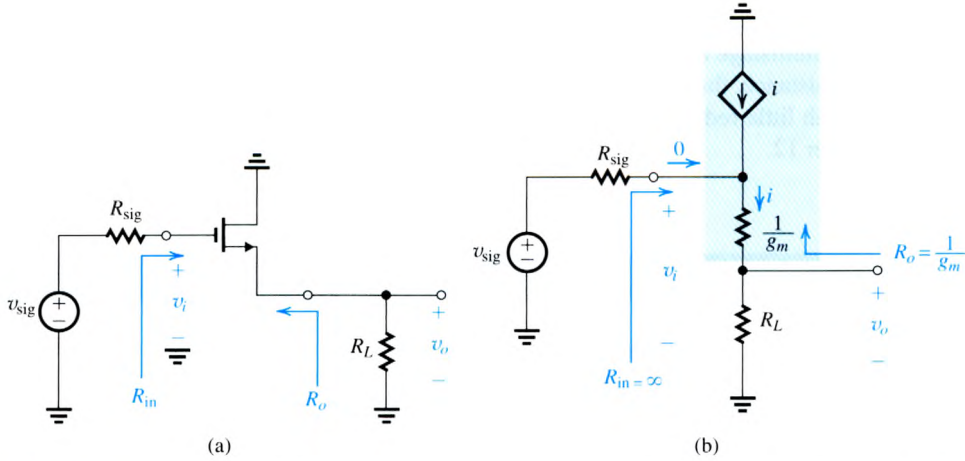 R_sig
v_sig
+
−
+
v_i
−
R_in
R_o
R_L
+
v_o
−
(a)
i
R_sig
0
i
1/g_m
R_o = 1/g_m
v_sig
+
−
+
v_i
−
R_in = ∞
R_L
+
v_o
−
(b)